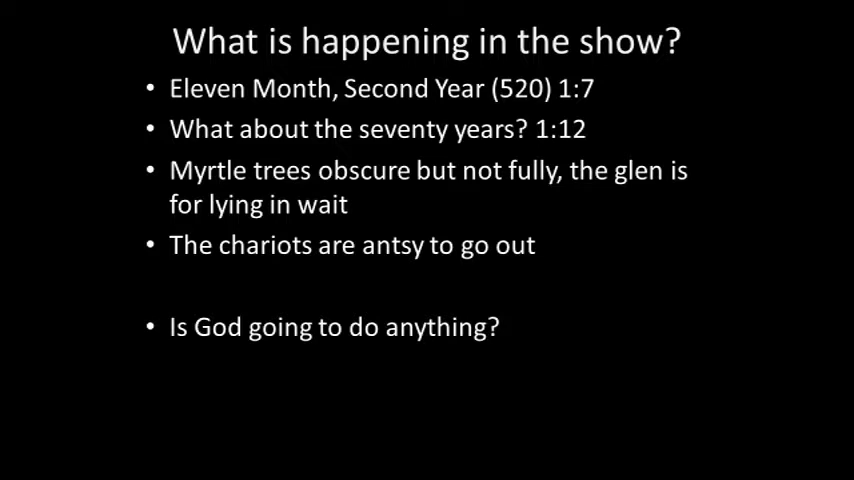 What is happening in the show?
• Eleven Month, Second Year (520) 1:7
• What about the seventy years? 1:12
• Myrtle trees obscure but not fully, the glen is
for lying in wait
• The chariots are antsy to go out
• Is God going to do anything?